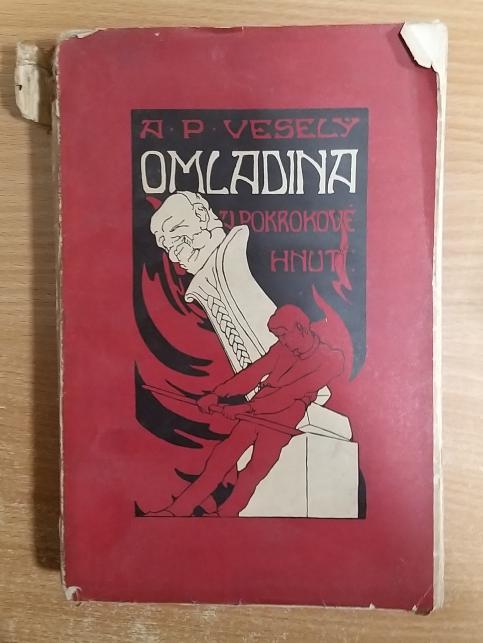 A · P · VESELÝ
OMLADINA
A POKROKOVÉ
HNUTÍ